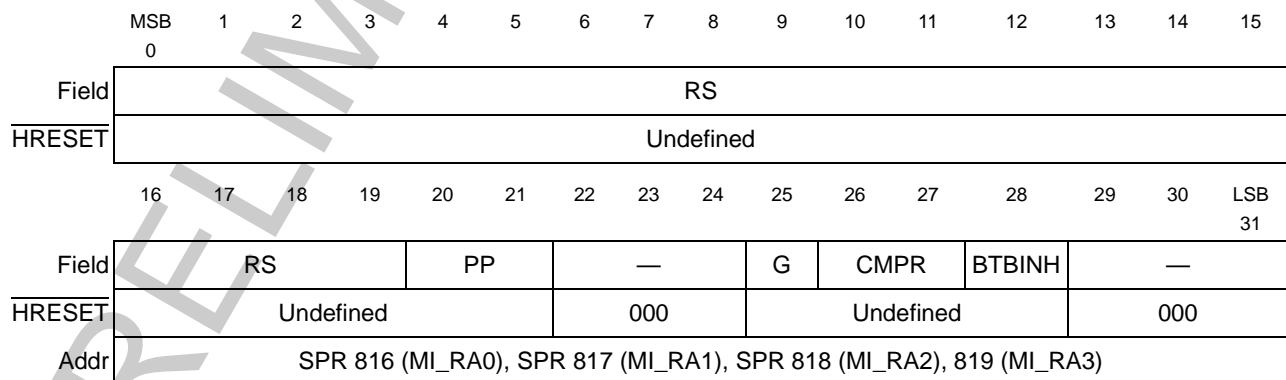 MSB 1 2 3 4 5 6 7 8 9 10 11 12 13 14 15
0
Field RS
HRESET Undefined
16 17 18 19 20 21 22 23 24 25 26 27 28 29 30 LSB
31
Field RS PP — G CMPR BTBINH —
HRESET Undefined 000 Undefined 000
Addr SPR 816 (MI_RA0), SPR 817 (MI_RA1), SPR 818 (MI_RA2), 819 (MI_RA3)
RELIM